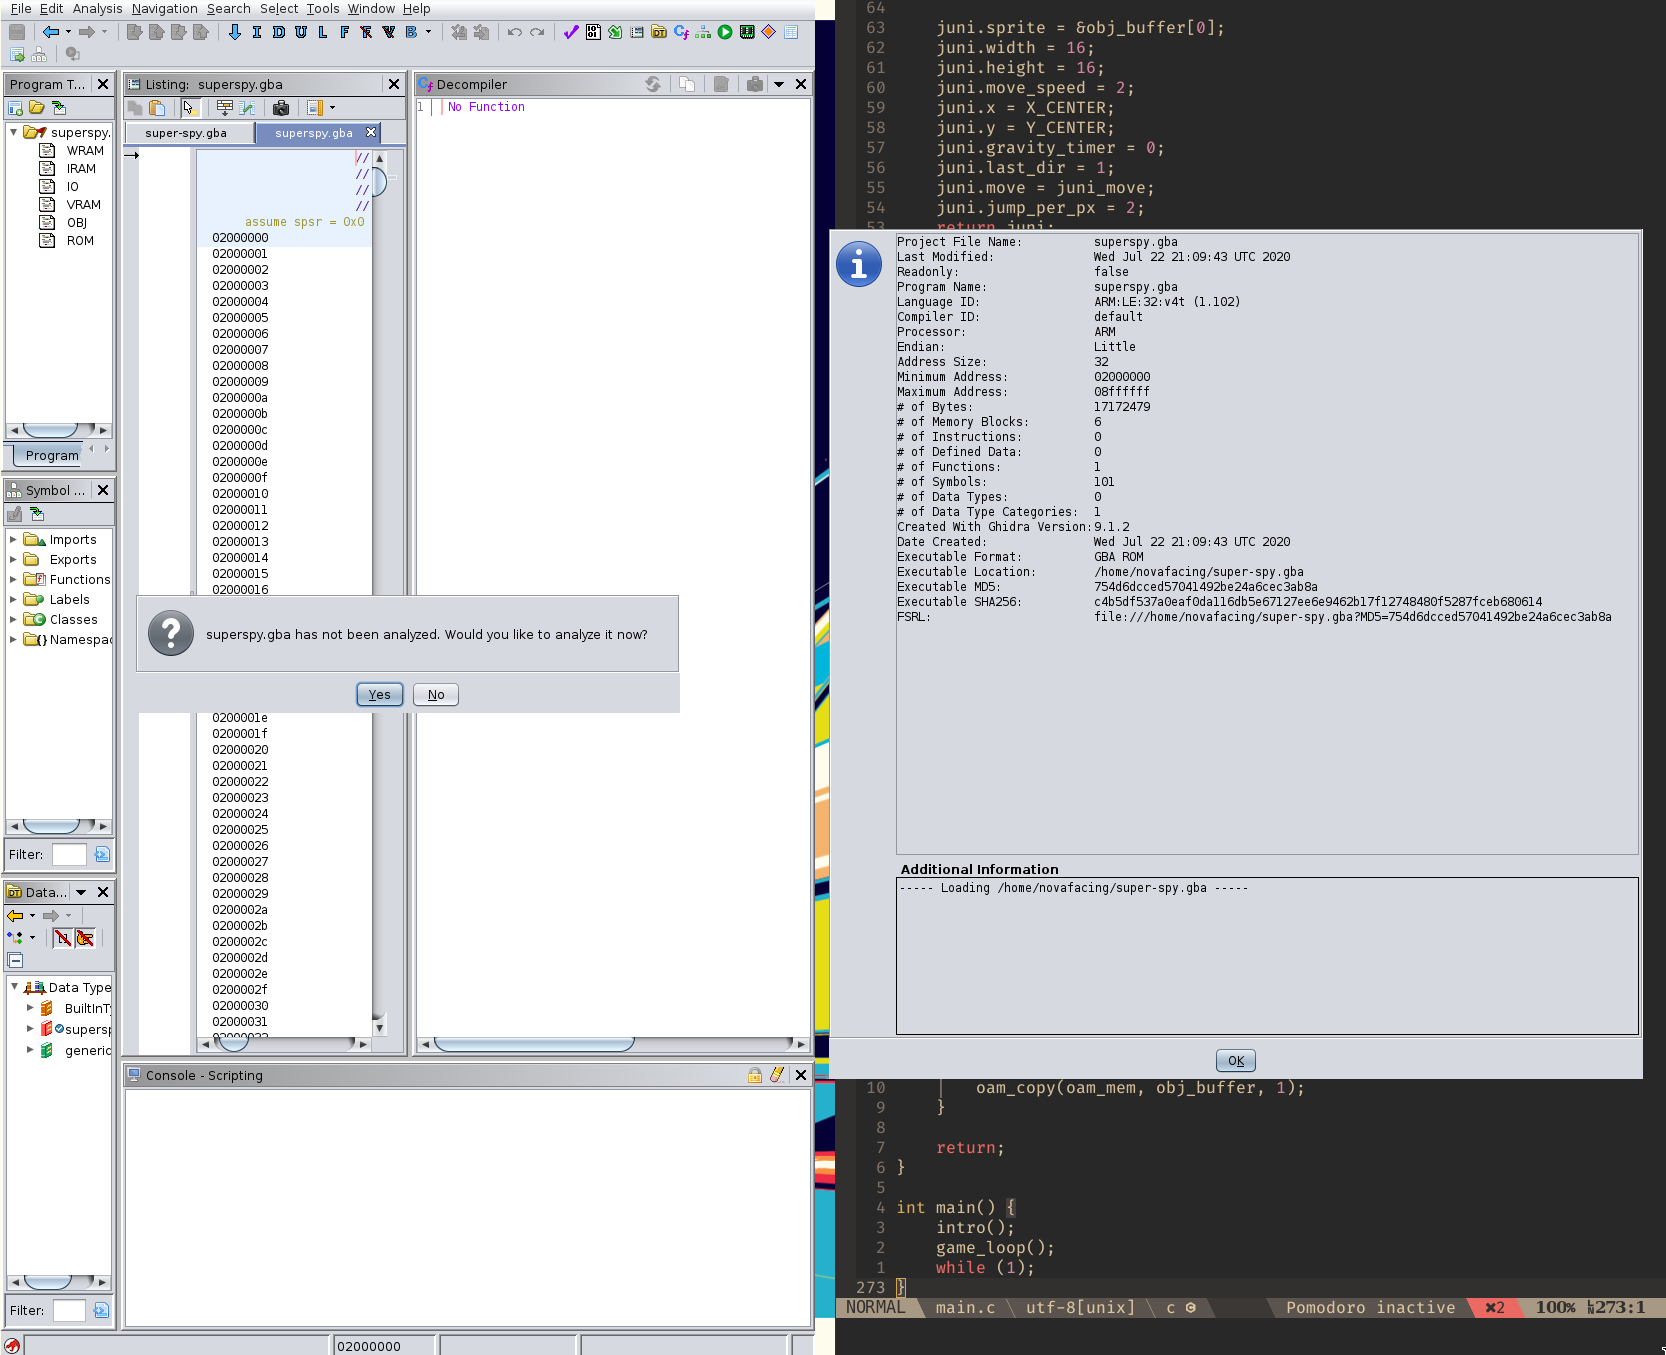 File Edit Analysis Navigation Search Select Tools Window Help
I D U L F F V B
Program T...
superspy.
WRAM
IRAM
IO
VRAM
OBJ
ROM
Program
Symbol ...
Imports
Exports
Functions
Labels
Classes
Namespac
Filter:
Data...
Data Type
BuiltInTy
supersp
generic
Filter:
Listing: superspy.gba
super-spy.gba superspy.gba
//
//
//
//
assume spsr = 0x0
02000000
02000001
02000002
02000003
02000004
02000005
02000006
02000007
02000008
02000009
0200000a
0200000b
0200000c
0200000d
0200000e
0200000f
02000010
02000011
02000012
02000013
02000014
02000015
02000016
superspy.gba has not been analyzed. Would you like to analyze it now?
Yes No
0200001e
0200001f
02000020
02000021
02000022
02000023
02000024
02000025
02000026
02000027
02000028
02000029
0200002a
0200002b
0200002c
0200002d
0200002e
0200002f
02000030
02000031
Decompiler
1 No Function
Console - Scripting
02000000
64
63 juni.sprite = &obj_buffer[0];
62 juni.width = 16;
61 juni.height = 16;
60 juni.move_speed = 2;
59 juni.x = X_CENTER;
58 juni.y = Y_CENTER;
57 juni.gravity_timer = 0;
56 juni.last_dir = 1;
55 juni.move = juni_move;
54 juni.jump_per_px = 2;
53 return juni;
Project File Name: superspy.gba
Last Modified: Wed Jul 22 21:09:43 UTC 2020
Readonly: false
Program Name: superspy.gba
Language ID: ARM:LE:32:v4t (1.102)
Compiler ID: default
Processor: ARM
Endian: Little
Address Size: 32
Minimum Address: 02000000
Maximum Address: 08ffffff
# of Bytes: 17172479
# of Memory Blocks: 6
# of Instructions: 0
# of Defined Data: 0
# of Functions: 1
# of Symbols: 101
# of Data Types: 0
# of Data Type Categories: 1
Created With Ghidra Version: 9.1.2
Date Created: Wed Jul 22 21:09:43 UTC 2020
Executable Format: GBA ROM
Executable Location: /home/novafacing/super-spy.gba
Executable MD5: 754d6dcced57041492be24a6cec3ab8a
Executable SHA256: c4b5df537a0eaf0da116db5e67127ee6e9462b17f12748480f5287fceb680614
FSRL: file:///home/novafacing/super-spy.gba?MD5=754d6dcced57041492be24a6cec3ab8a
Additional Information
----- Loading /home/novafacing/super-spy.gba -----
OK
10 oam_copy(oam_mem, obj_buffer, 1);
9 }
8
7 return;
6 }
5
4 int main() {
3 intro();
2 game_loop();
1 while (1);
273 }
NORMAL main.c utf-8[unix] c Pomodoro inactive ✖2 100% 273:1